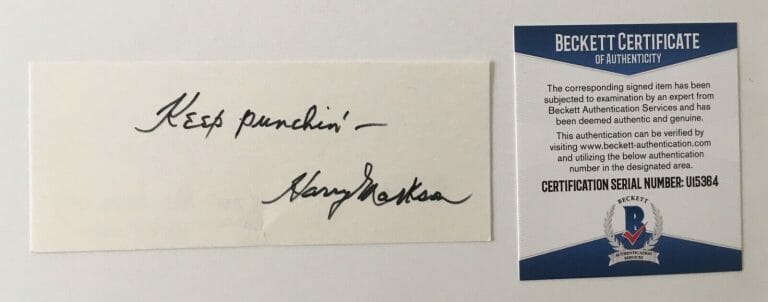 Keep punchin' —
Harry Markson
BECKETT CERTIFICATE
OF AUTHENTICITY
The corresponding signed item has been
subjected to examination by an expert from
Beckett Authentication Services and has
been deemed authentic and genuine.
This authentication can be verified by
visiting www.beckett-authentication.com
and utilizing the below authentication
number in the designated area.
CERTIFICATION SERIAL NUMBER: U15364
BECKETT
B
AUTHENTICATION
SERVICES